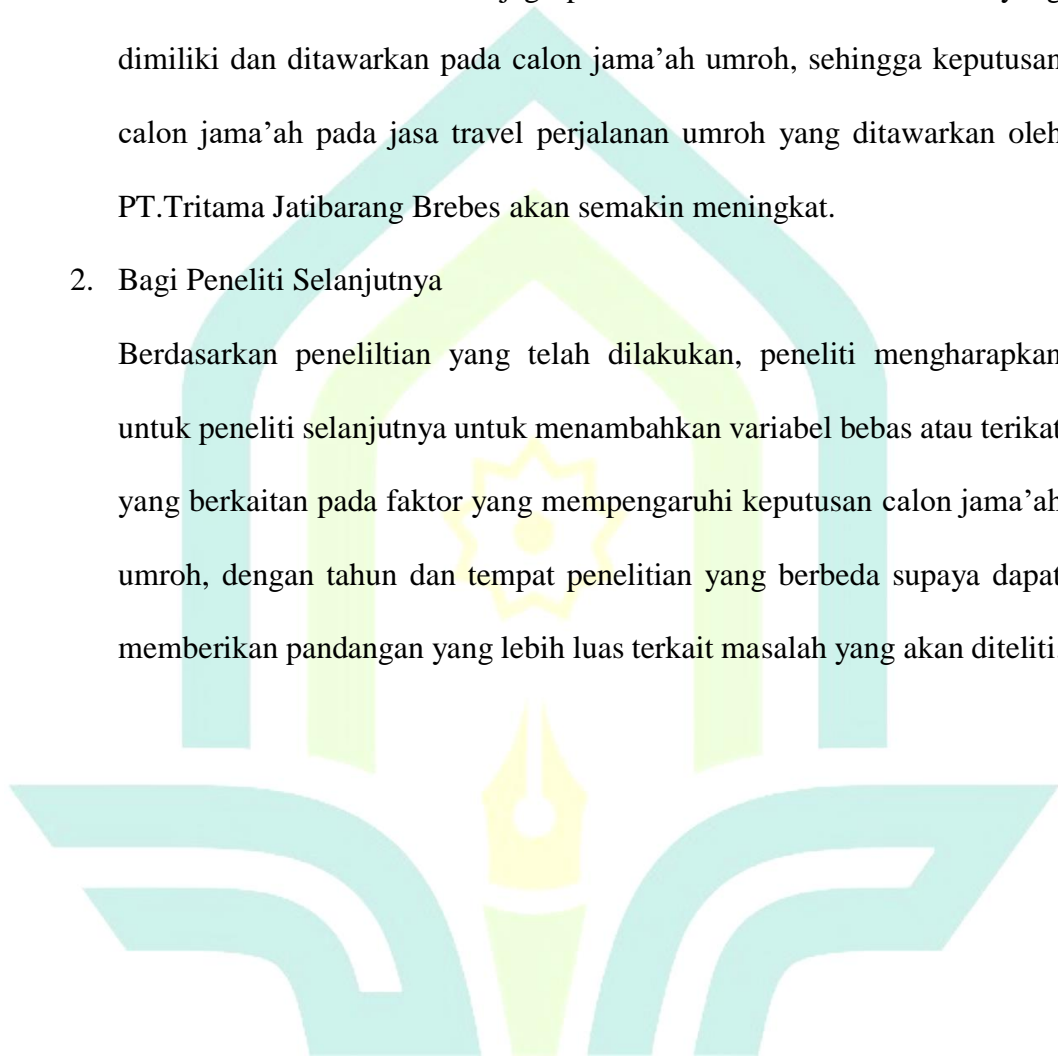 dimiliki dan ditawarkan pada calon jama’ah umroh, sehingga keputusan
calon jama’ah pada jasa travel perjalanan umroh yang ditawarkan oleh
PT.Tritama Jatibarang Brebes akan semakin meningkat.
2. Bagi Peneliti Selanjutnya
Berdasarkan peneliltian yang telah dilakukan, peneliti mengharapkan
untuk peneliti selanjutnya untuk menambahkan variabel bebas atau terikat
yang berkaitan pada faktor yang mempengaruhi keputusan calon jama’ah
umroh, dengan tahun dan tempat penelitian yang berbeda supaya dapat
memberikan pandangan yang lebih luas terkait masalah yang akan diteliti.